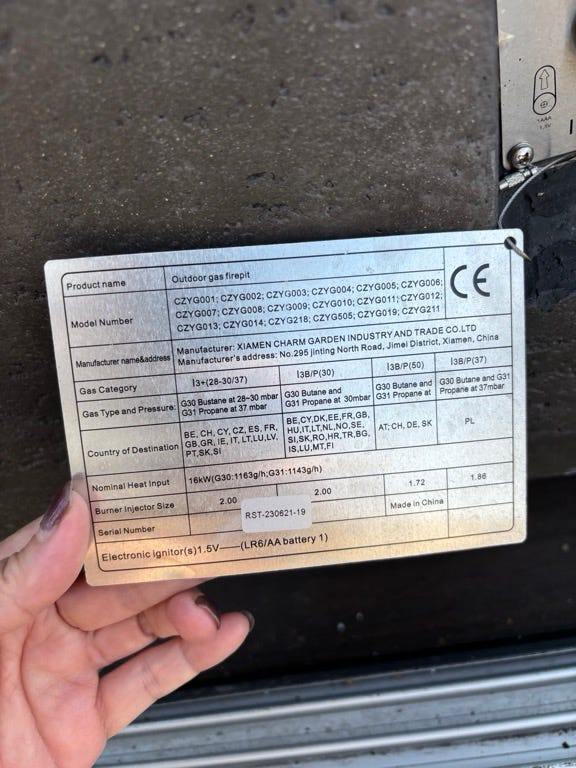 1AAA
1.5V
Product name Outdoor gas firepit
CE
Model Number
CZYG001; CZYG002; CZYG003; CZYG004; CZYG005; CZYG006;
CZYG007; CZYG008; CZYG009; CZYG010; CZYG011; CZYG012;
CZYG013; CZYG014; CZYG218; CZYG505; CZYG019; CZYG211
Manufacturer name&address
Manufacturer: XIAMEN CHARM GARDEN INDUSTRY AND TRADE CO.LTD
Manufacturer's address: No.295 jinting North Road, Jimei District, Xiamen, China
Gas Category I3+(28-30/37) I3B/P(30) I3B/P(50) I3B/P(37)
Gas Type and Pressure:
G30 Butane at 28-30 mbar
G31 Propane at 37 mbar
G30 Butane and
G31 Propane at 30mbar
G30 Butane and
G31 Propane at
G30 Butane and G31
Propane at 37mbar
Country of Destination
BE, CH, CY, CZ, ES, FR,
GB,GR, IE, IT, LT,LU,LV,
PT,SK,SI
BE,CY,DK,EE,FR,GB,
HU,IT,LT,NL,NO,SE,
SI,SK,RO,HR,TR,BG,
IS,LU,MT,FI
AT; CH, DE, SK
PL
Nominal Heat Input 16kW(G30:1163g/h;G31:1143g/h)
Burner Injector Size 2.00 2.00 1.72 1.86
Serial Number RST-230621-19 Made in China
Electronic ignitor(s)1.5V——(LR6/AA battery 1)